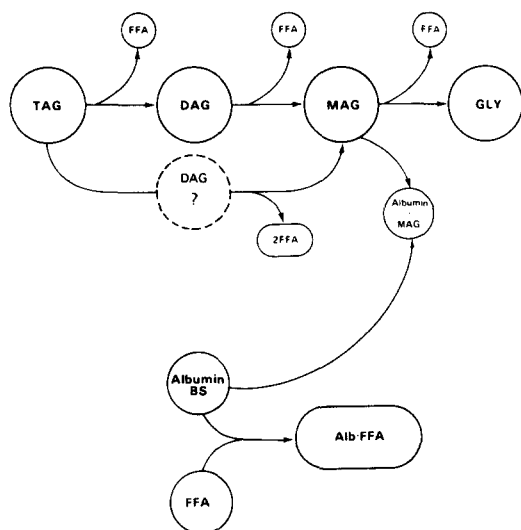 FFA
FFA
FFA
TAG
DAG
MAG
GLY
DAG
?
Albumin
·
MAG
2FFA
Albumin
BS
Alb·FFA
FFA